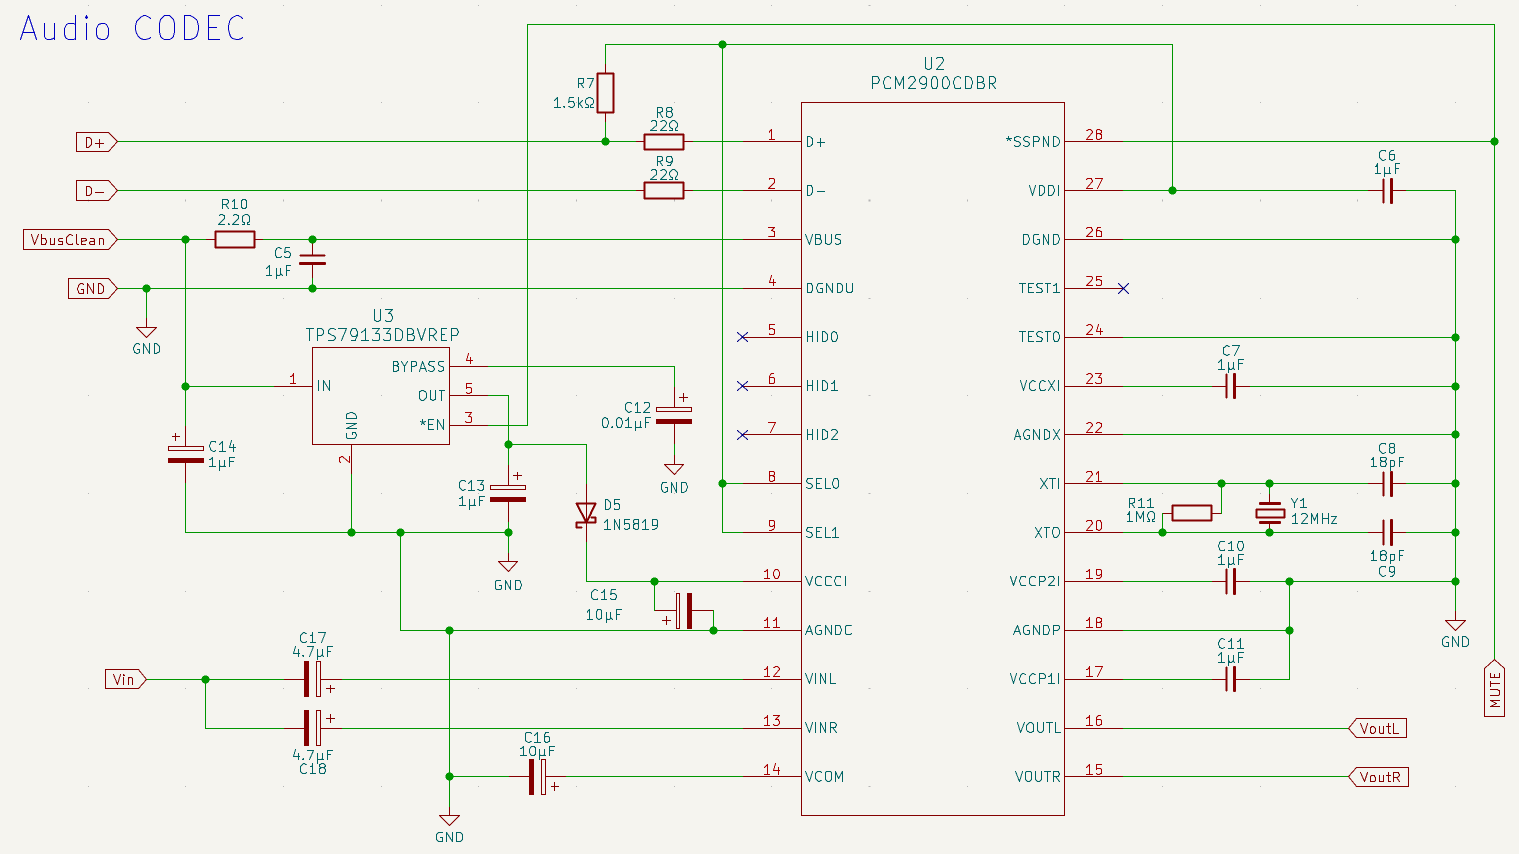 Audio CODEC
U2
PCM2900CDBR
R7
1.5kΩ
R8
22Ω
R9
22Ω
D+
D-
VbusClean
GND
R10
2.2Ω
C5
1µF
GND
U3
TPS79133DBVREP
1 IN
BYPASS 4
OUT 5
*EN 3
GND
2
C14
1µF
C12
0.01µF
GND
C13
1µF
GND
D5
1N5819
C15
10µF
Vin
C17
4.7µF
4.7µF
C18
C16
10µF
GND
1 D+
2 D-
3 VBUS
4 DGNDU
5 HID0
6 HID1
7 HID2
8 SEL0
9 SEL1
10 VCCCI
11 AGNDC
12 VINL
13 VINR
14 VCOM
*SSPND 28
VDDI 27
DGND 26
TEST1 25
TEST0 24
VCCXI 23
AGNDX 22
XTI 21
XTO 20
VCCP2I 19
AGNDP 18
VCCP1I 17
VOUTL 16
VOUTR 15
C6
1µF
C7
1µF
C8
18pF
R11
1MΩ
Y1
12MHz
18pF
C9
C10
1µF
C11
1µF
GND
MUTE
VoutL
VoutR